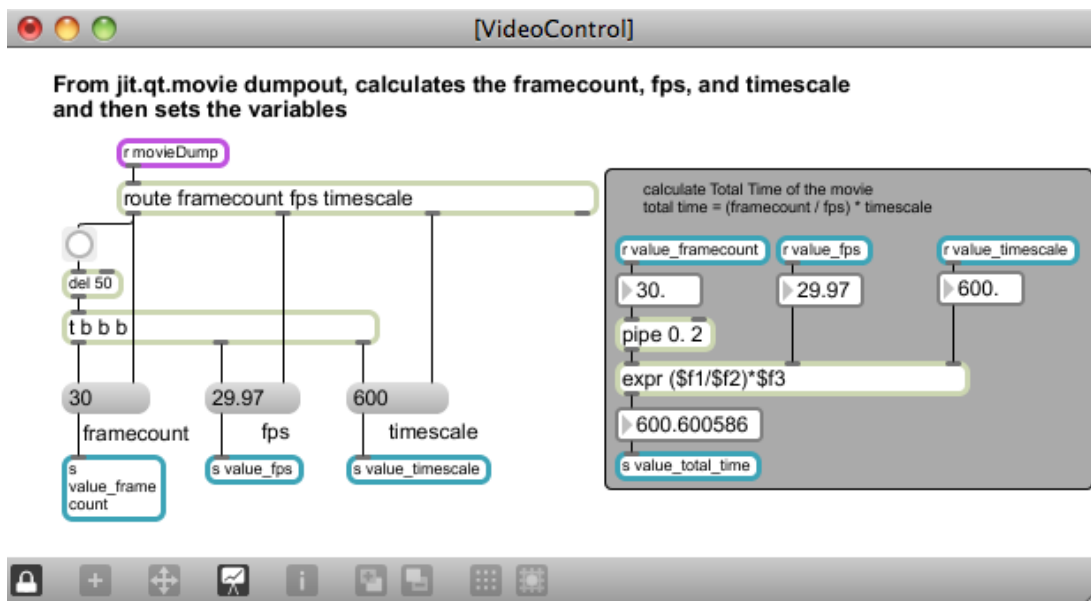 [VideoControl]
From jit.qt.movie dumpout, calculates the framecount, fps, and timescale
and then sets the variables
r movieDump
route framecount fps timescale
del 50
t b b b
30
29.97
600
framecount
fps
timescale
s
value_frame
count
s value_fps
s value_timescale
calculate Total Time of the movie
total time = (framecount / fps) * timescale
r value_framecount
r value_fps
r value_timescale
30.
29.97
600.
pipe 0. 2
expr ($f1/$f2)*$f3
600.600586
s value_total_time